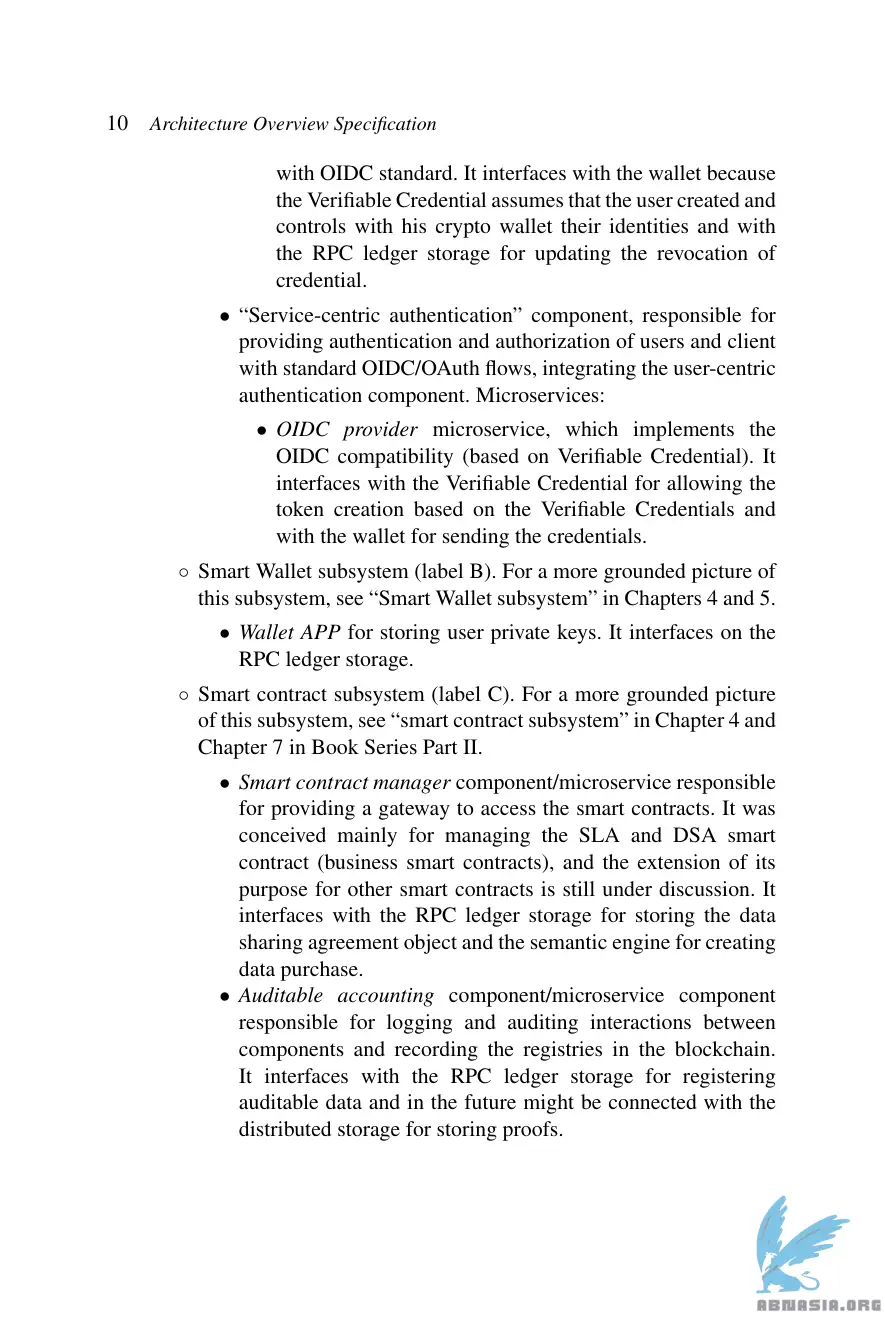 10 Architecture Overview Specification
with OIDC standard. It interfaces with the wallet because
the Verifiable Credential assumes that the user created and
controls with his crypto wallet their identities and with
the RPC ledger storage for updating the revocation of
credential.
• “Service-centric authentication” component, responsible for
providing authentication and authorization of users and client
with standard OIDC/OAuth flows, integrating the user-centric
authentication component. Microservices:
• OIDC provider microservice, which implements the
OIDC compatibility (based on Verifiable Credential). It
interfaces with the Verifiable Credential for allowing the
token creation based on the Verifiable Credentials and
with the wallet for sending the credentials.
◦ Smart Wallet subsystem (label B). For a more grounded picture of
this subsystem, see “Smart Wallet subsystem” in Chapters 4 and 5.
• Wallet APP for storing user private keys. It interfaces on the
RPC ledger storage.
◦ Smart contract subsystem (label C). For a more grounded picture
of this subsystem, see “smart contract subsystem” in Chapter 4 and
Chapter 7 in Book Series Part II.
• Smart contract manager component/microservice responsible
for providing a gateway to access the smart contracts. It was
conceived mainly for managing the SLA and DSA smart
contract (business smart contracts), and the extension of its
purpose for other smart contracts is still under discussion. It
interfaces with the RPC ledger storage for storing the data
sharing agreement object and the semantic engine for creating
data purchase.
• Auditable accounting component/microservice component
responsible for logging and auditing interactions between
components and recording the registries in the blockchain.
It interfaces with the RPC ledger storage for registering
auditable data and in the future might be connected with the
distributed storage for storing proofs.
ABNASIA.ORG